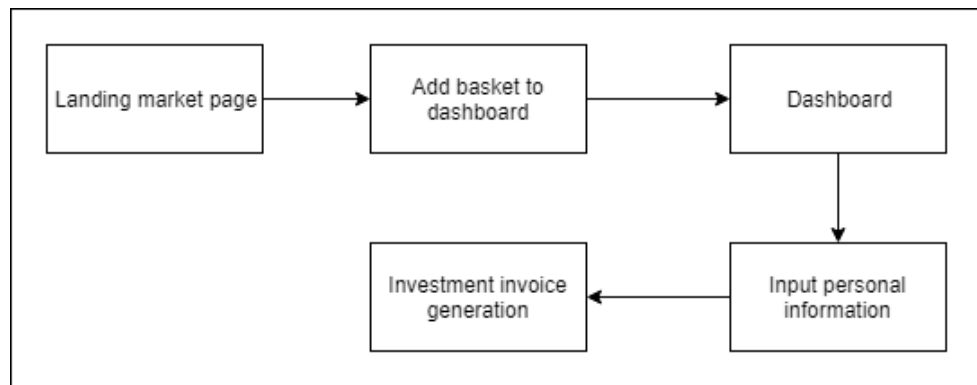 Landing market page
Add basket to
dashboard
Dashboard
Input personal
information
Investment invoice
generation